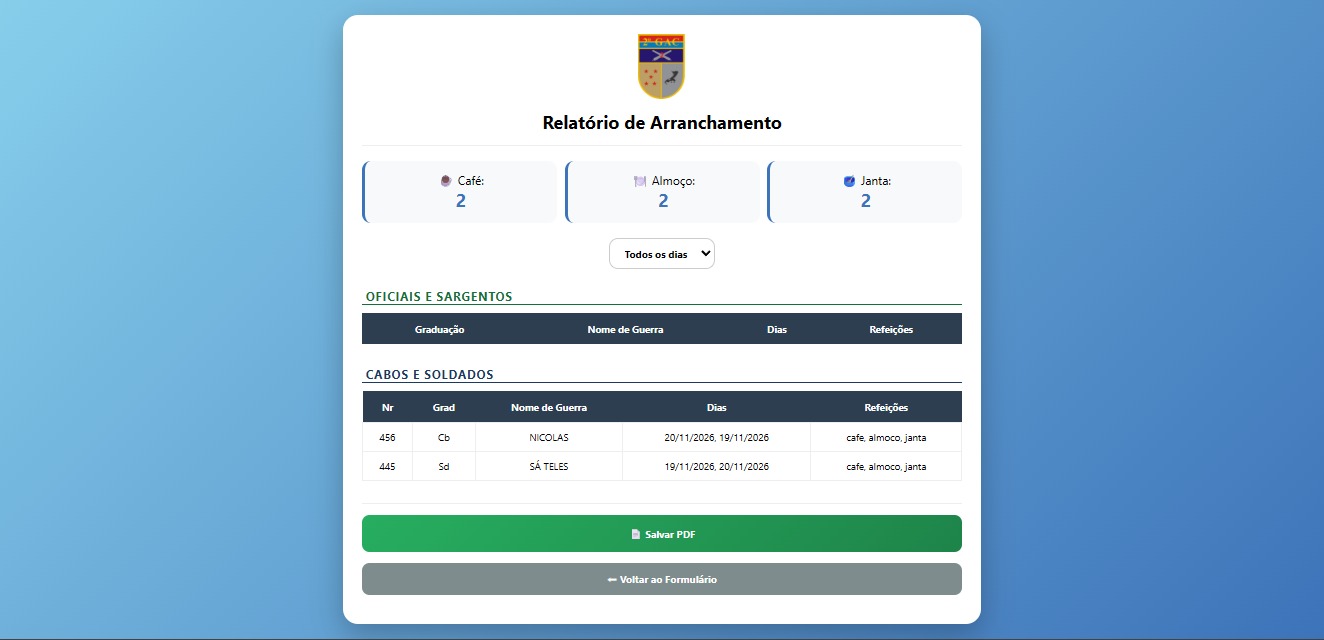 2º GAC
Relatório de Arranchamento
Café:
2
Almoço:
2
Janta:
2
Todos os dias
OFICIAIS E SARGENTOS
Graduação Nome de Guerra Dias Refeições
CABOS E SOLDADOS
Nr Grad Nome de Guerra Dias Refeições
456 Cb NICOLAS 20/11/2026, 19/11/2026 cafe, almoco, janta
445 Sd SÁ TELES 19/11/2026, 20/11/2026 cafe, almoco, janta
Salvar PDF
Voltar ao Formulário